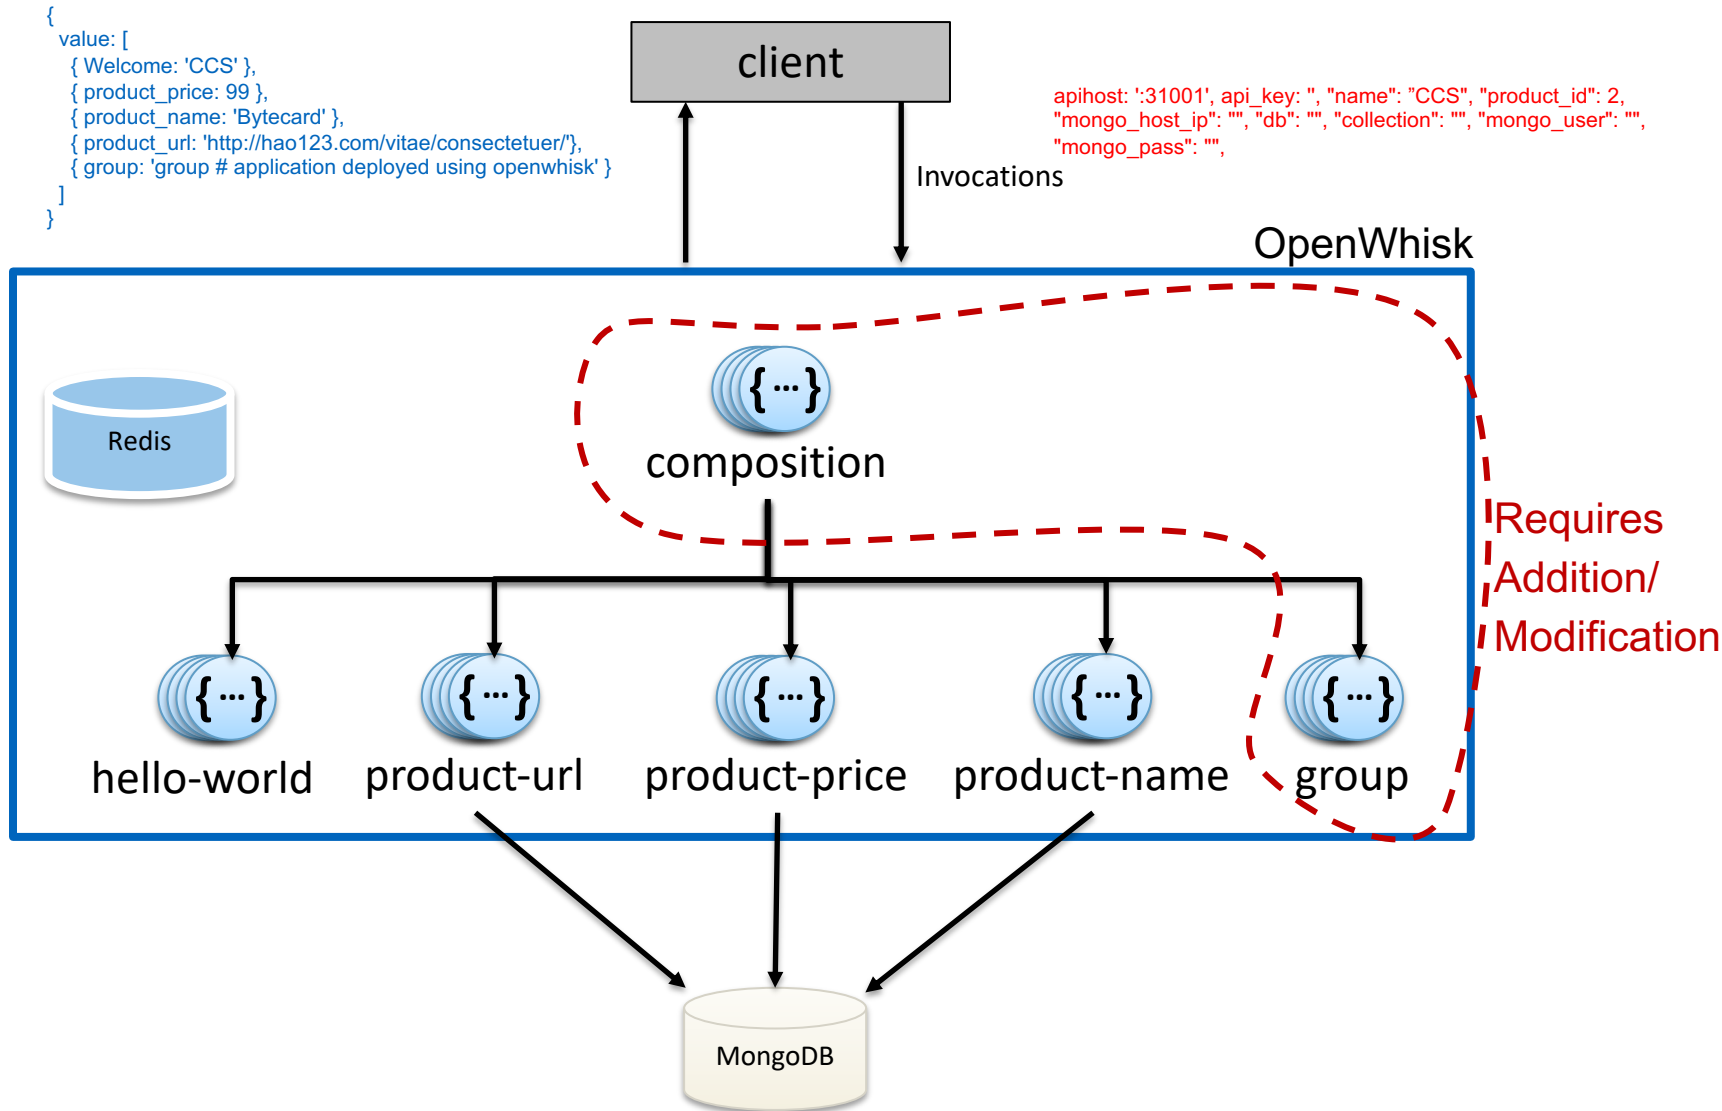 {
value: [
{ Welcome: 'CCS' },
{ product_price: 99 },
{ product_name: 'Bytecard' },
{ product_url: 'http://hao123.com/vitae/consectetuer/'},
{ group: 'group # application deployed using openwhisk' }
]
}
client
apihost: ':31001', api_key: '', "name": ”CCS", "product_id": 2,
"mongo_host_ip": "", "db": "", "collection": "", "mongo_user": "",
"mongo_pass": "",
Invocations
OpenWhisk
{ ... }
composition
Redis
Requires
Addition/
Modification
{ ... }
{ ... }
{ ... }
{ ... }
{ ... }
hello-world
product-url
product-price
product-name
group
MongoDB